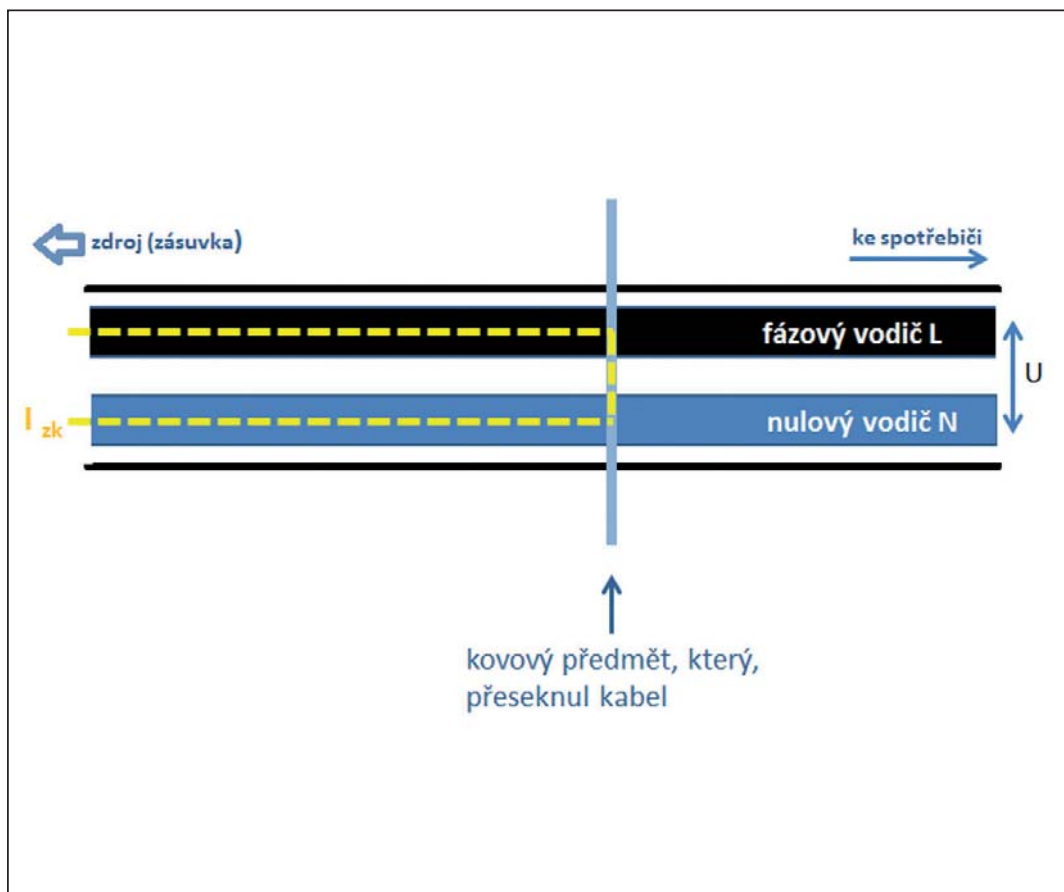 zdroj (zásuvka)
ke spotřebiči
fázový vodič L
U
I zk
nulový vodič N
kovový předmět, který,
přeseknul kabel